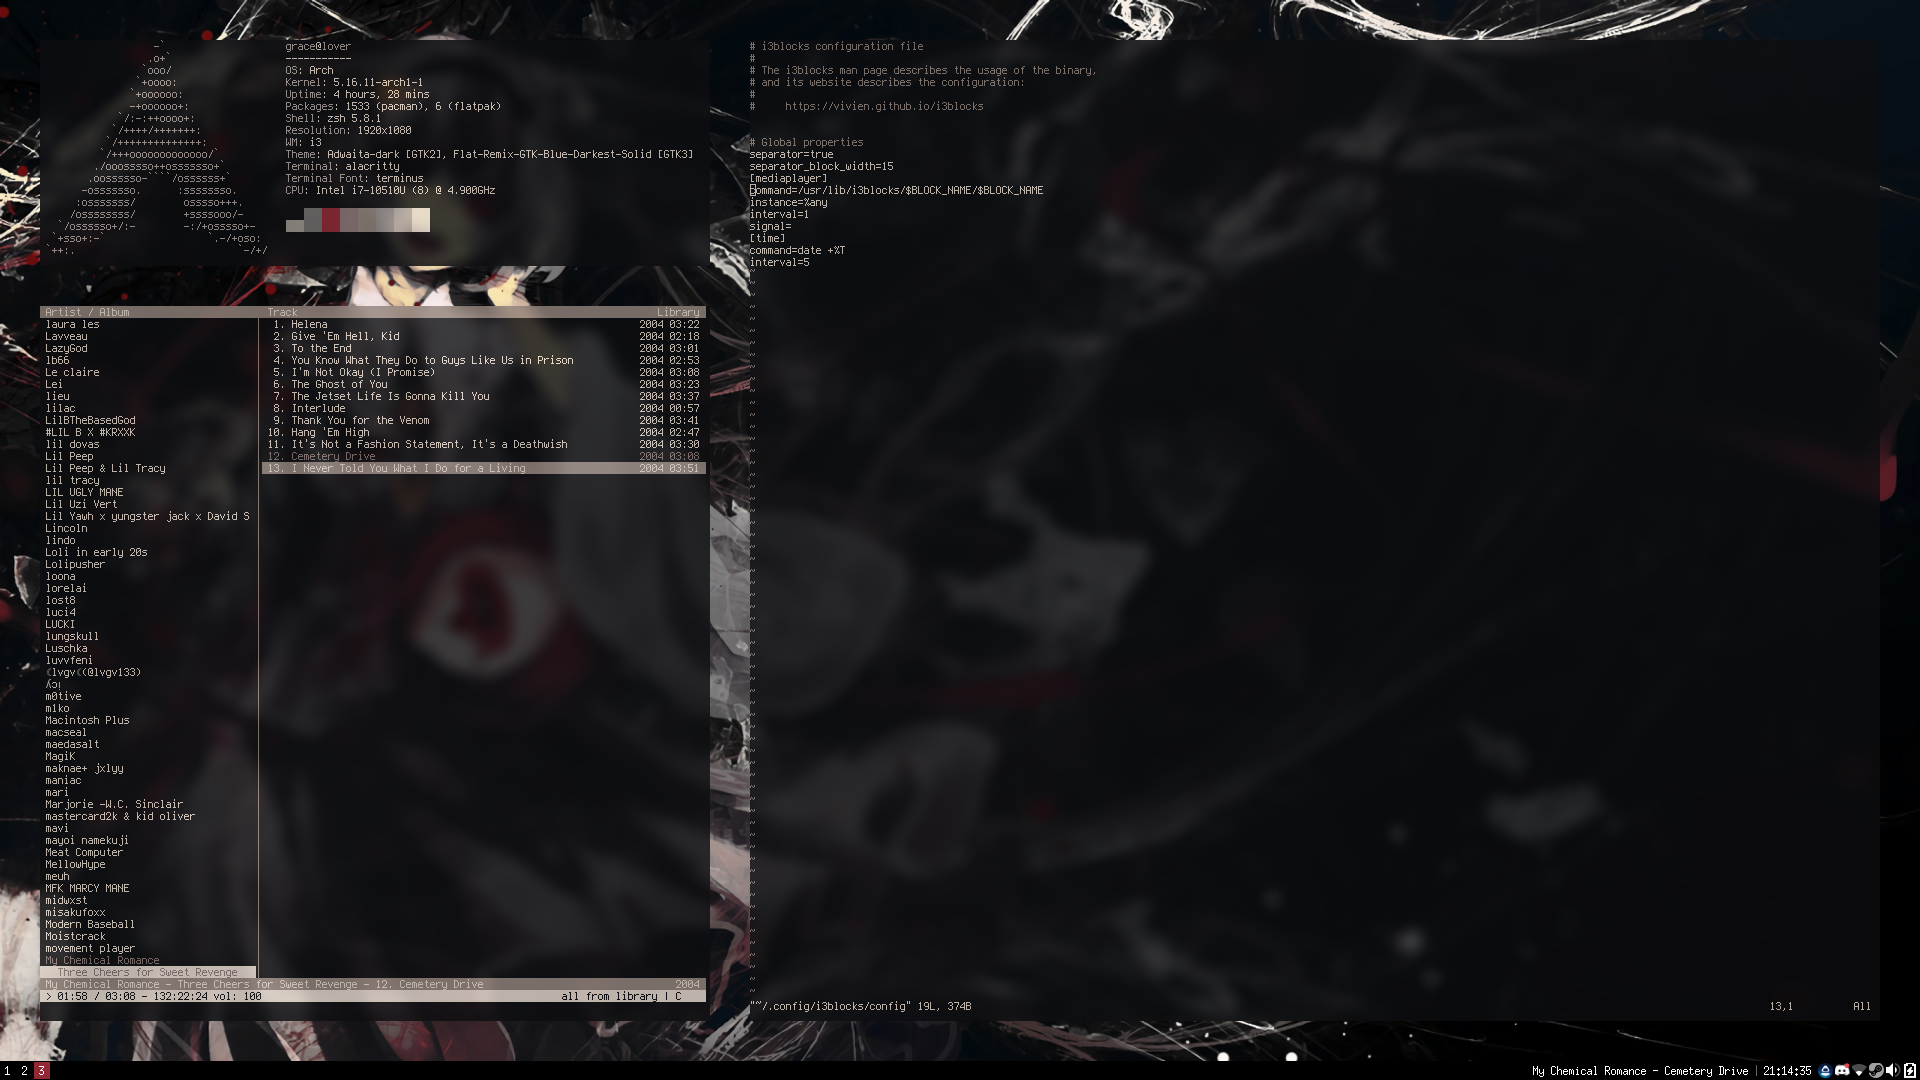 grace@lover
-----------
OS: Arch
Kernel: 5.16.11-arch1-1
Uptime: 4 hours, 28 mins
Packages: 1533 (pacman), 6 (flatpak)
Shell: zsh 5.8.1
Resolution: 1920x1080
WM: i3
Theme: Adwaita-dark [GTK2], Flat-Remix-GTK-Blue-Darkest-Solid [GTK3]
Terminal: alacritty
Terminal Font: terminus
CPU: Intel i7-10510U (8) @ 4.900GHz
Artist / Album
laura les
Lavveau
LazyGod
lb66
Le claire
Lei
lieu
lilac
LilBTheBasedGod
#LIL B X #KRXXK
lil dovas
Lil Peep
Lil Peep & Lil Tracy
lil tracy
LIL UGLY MANE
Lil Uzi Vert
Lil Yawh x yungster jack x David S
Lincoln
lindo
Loli in early 20s
Lolipusher
loona
lorelai
lost8
luci4
LUCKI
lungskull
Luschka
luvvfeni
(@lvgv133)
m0tive
m1ko
Macintosh Plus
macseal
maedasalt
MagiK
maknae+ jxlyy
maniac
mari
Marjorie -W.C. Sinclair
mastercard2k & kid oliver
mavi
mayoi namekuji
Meat Computer
MellowHype
meuh
MFK MARCY MANE
midwxst
misakufoxx
Modern Baseball
Moistcrack
movement player
My Chemical Romance
Three Cheers for Sweet Revenge
Track Library
1. Helena 2004 03:22
2. Give 'Em Hell, Kid 2004 02:18
3. To the End 2004 03:01
4. You Know What They Do to Guys Like Us in Prison 2004 02:53
5. I'm Not Okay (I Promise) 2004 03:08
6. The Ghost of You 2004 03:23
7. The Jetset Life Is Gonna Kill You 2004 03:37
8. Interlude 2004 00:57
9. Thank You for the Venom 2004 03:41
10. Hang 'Em High 2004 02:47
11. It's Not a Fashion Statement, It's a Deathwish 2004 03:30
12. Cemetery Drive 2004 03:08
13. I Never Told You What I Do for a Living 2004 03:51
My Chemical Romance - Three Cheers for Sweet Revenge - 12. Cemetery Drive 2004
> 01:58 / 03:08 - 132:22:24 vol: 100 all from library | C
# i3blocks configuration file
#
# The i3blocks man page describes the usage of the binary,
# and its website describes the configuration:
#
# https://vivien.github.io/i3blocks
# Global properties
separator=true
separator_block_width=15
[mediaplayer]
command=/usr/lib/i3blocks/$BLOCK_NAME/$BLOCK_NAME
instance=%any
interval=1
signal=
[time]
command=date +%T
interval=5
"~/.config/i3blocks/config" 19L, 374B 13,1 All
1 2 3
My Chemical Romance - Cemetery Drive | 21:14:35